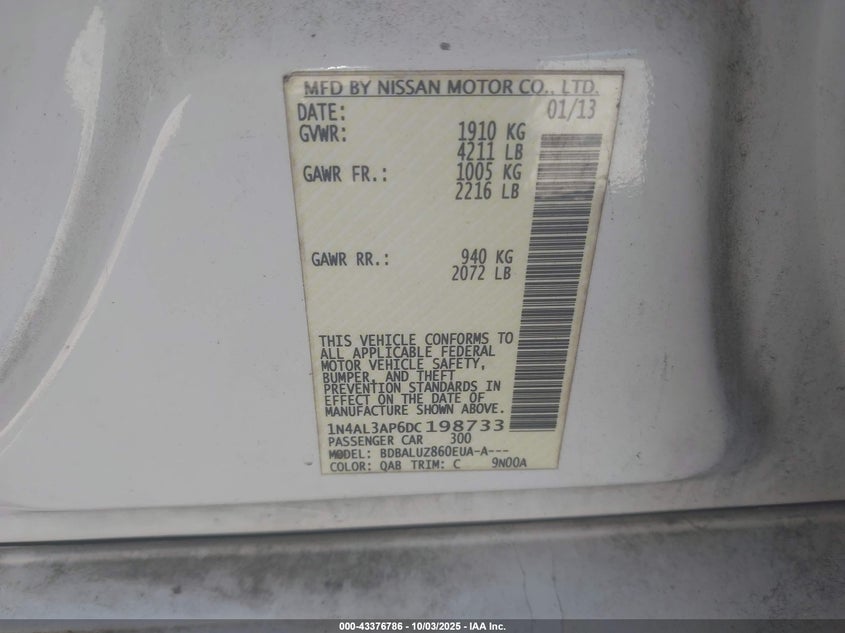 MFD BY NISSAN MOTOR CO., LTD.
DATE: 01/13
GVWR: 1910 KG
4211 LB
GAWR FR.: 1005 KG
2216 LB
GAWR RR.: 940 KG
2072 LB
THIS VEHICLE CONFORMS TO
ALL APPLICABLE FEDERAL
MOTOR VEHICLE SAFETY,
BUMPER, AND THEFT
PREVENTION STANDARDS IN
EFFECT ON THE DATE OF
MANUFACTURE SHOWN ABOVE.
1N4AL3AP6DC198733
PASSENGER CAR 300
MODEL: BDBALUZ860EUA-A---
COLOR: QAB TRIM: C 9N00A
000-43376786 - 10/03/2025 - IAA Inc.